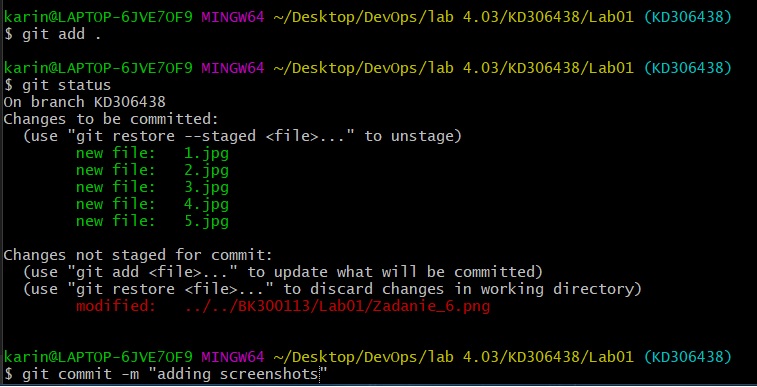 karin@LAPTOP-6JVE7OF9 MINGW64 ~/Desktop/DevOps/lab 4.03/KD306438/Lab01 (KD306438)
$ git add .
karin@LAPTOP-6JVE7OF9 MINGW64 ~/Desktop/DevOps/lab 4.03/KD306438/Lab01 (KD306438)
$ git status
On branch KD306438
Changes to be committed:
  (use "git restore --staged <file>..." to unstage)
        new file:   1.jpg
        new file:   2.jpg
        new file:   3.jpg
        new file:   4.jpg
        new file:   5.jpg
Changes not staged for commit:
  (use "git add <file>..." to update what will be committed)
  (use "git restore <file>..." to discard changes in working directory)
        modified:   ../../BK300113/Lab01/Zadanie_6.png
karin@LAPTOP-6JVE7OF9 MINGW64 ~/Desktop/DevOps/lab 4.03/KD306438/Lab01 (KD306438)
$ git commit -m "adding screenshots"